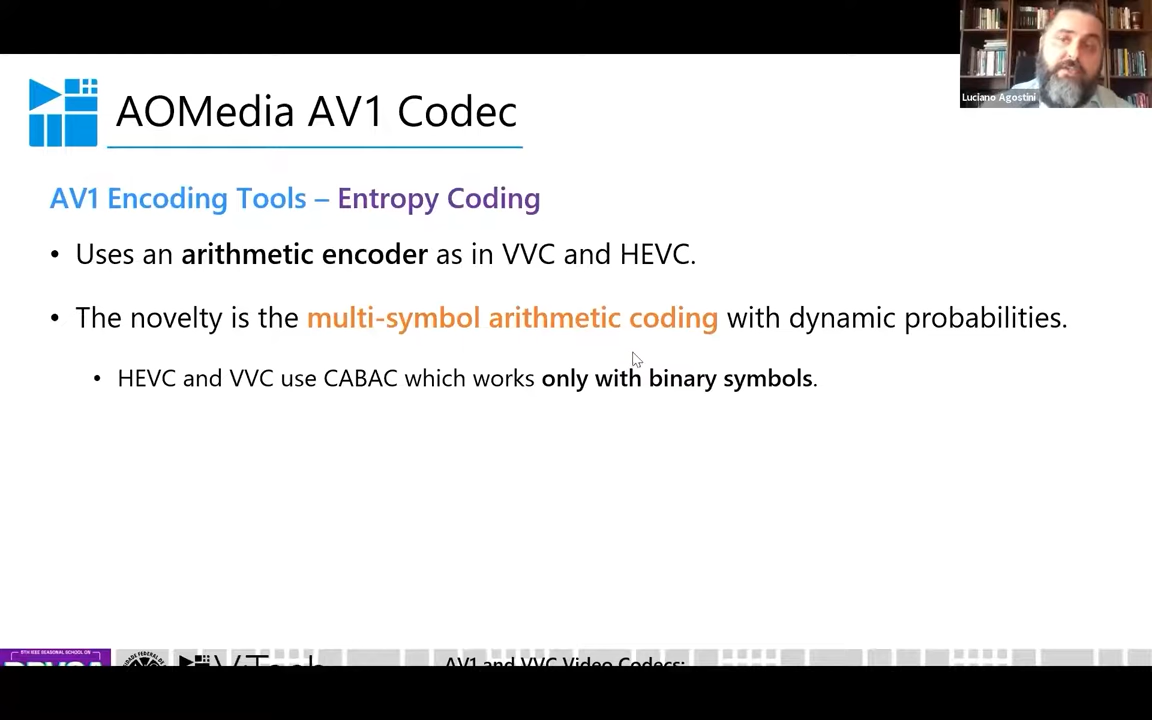 Luciano Agostini
AOMedia AV1 Codec
AV1 Encoding Tools – Entropy Coding
• Uses an arithmetic encoder as in VVC and HEVC.
• The novelty is the multi-symbol arithmetic coding with dynamic probabilities.
• HEVC and VVC use CABAC which works only with binary symbols.
AV1 and VVC Video Codecs: